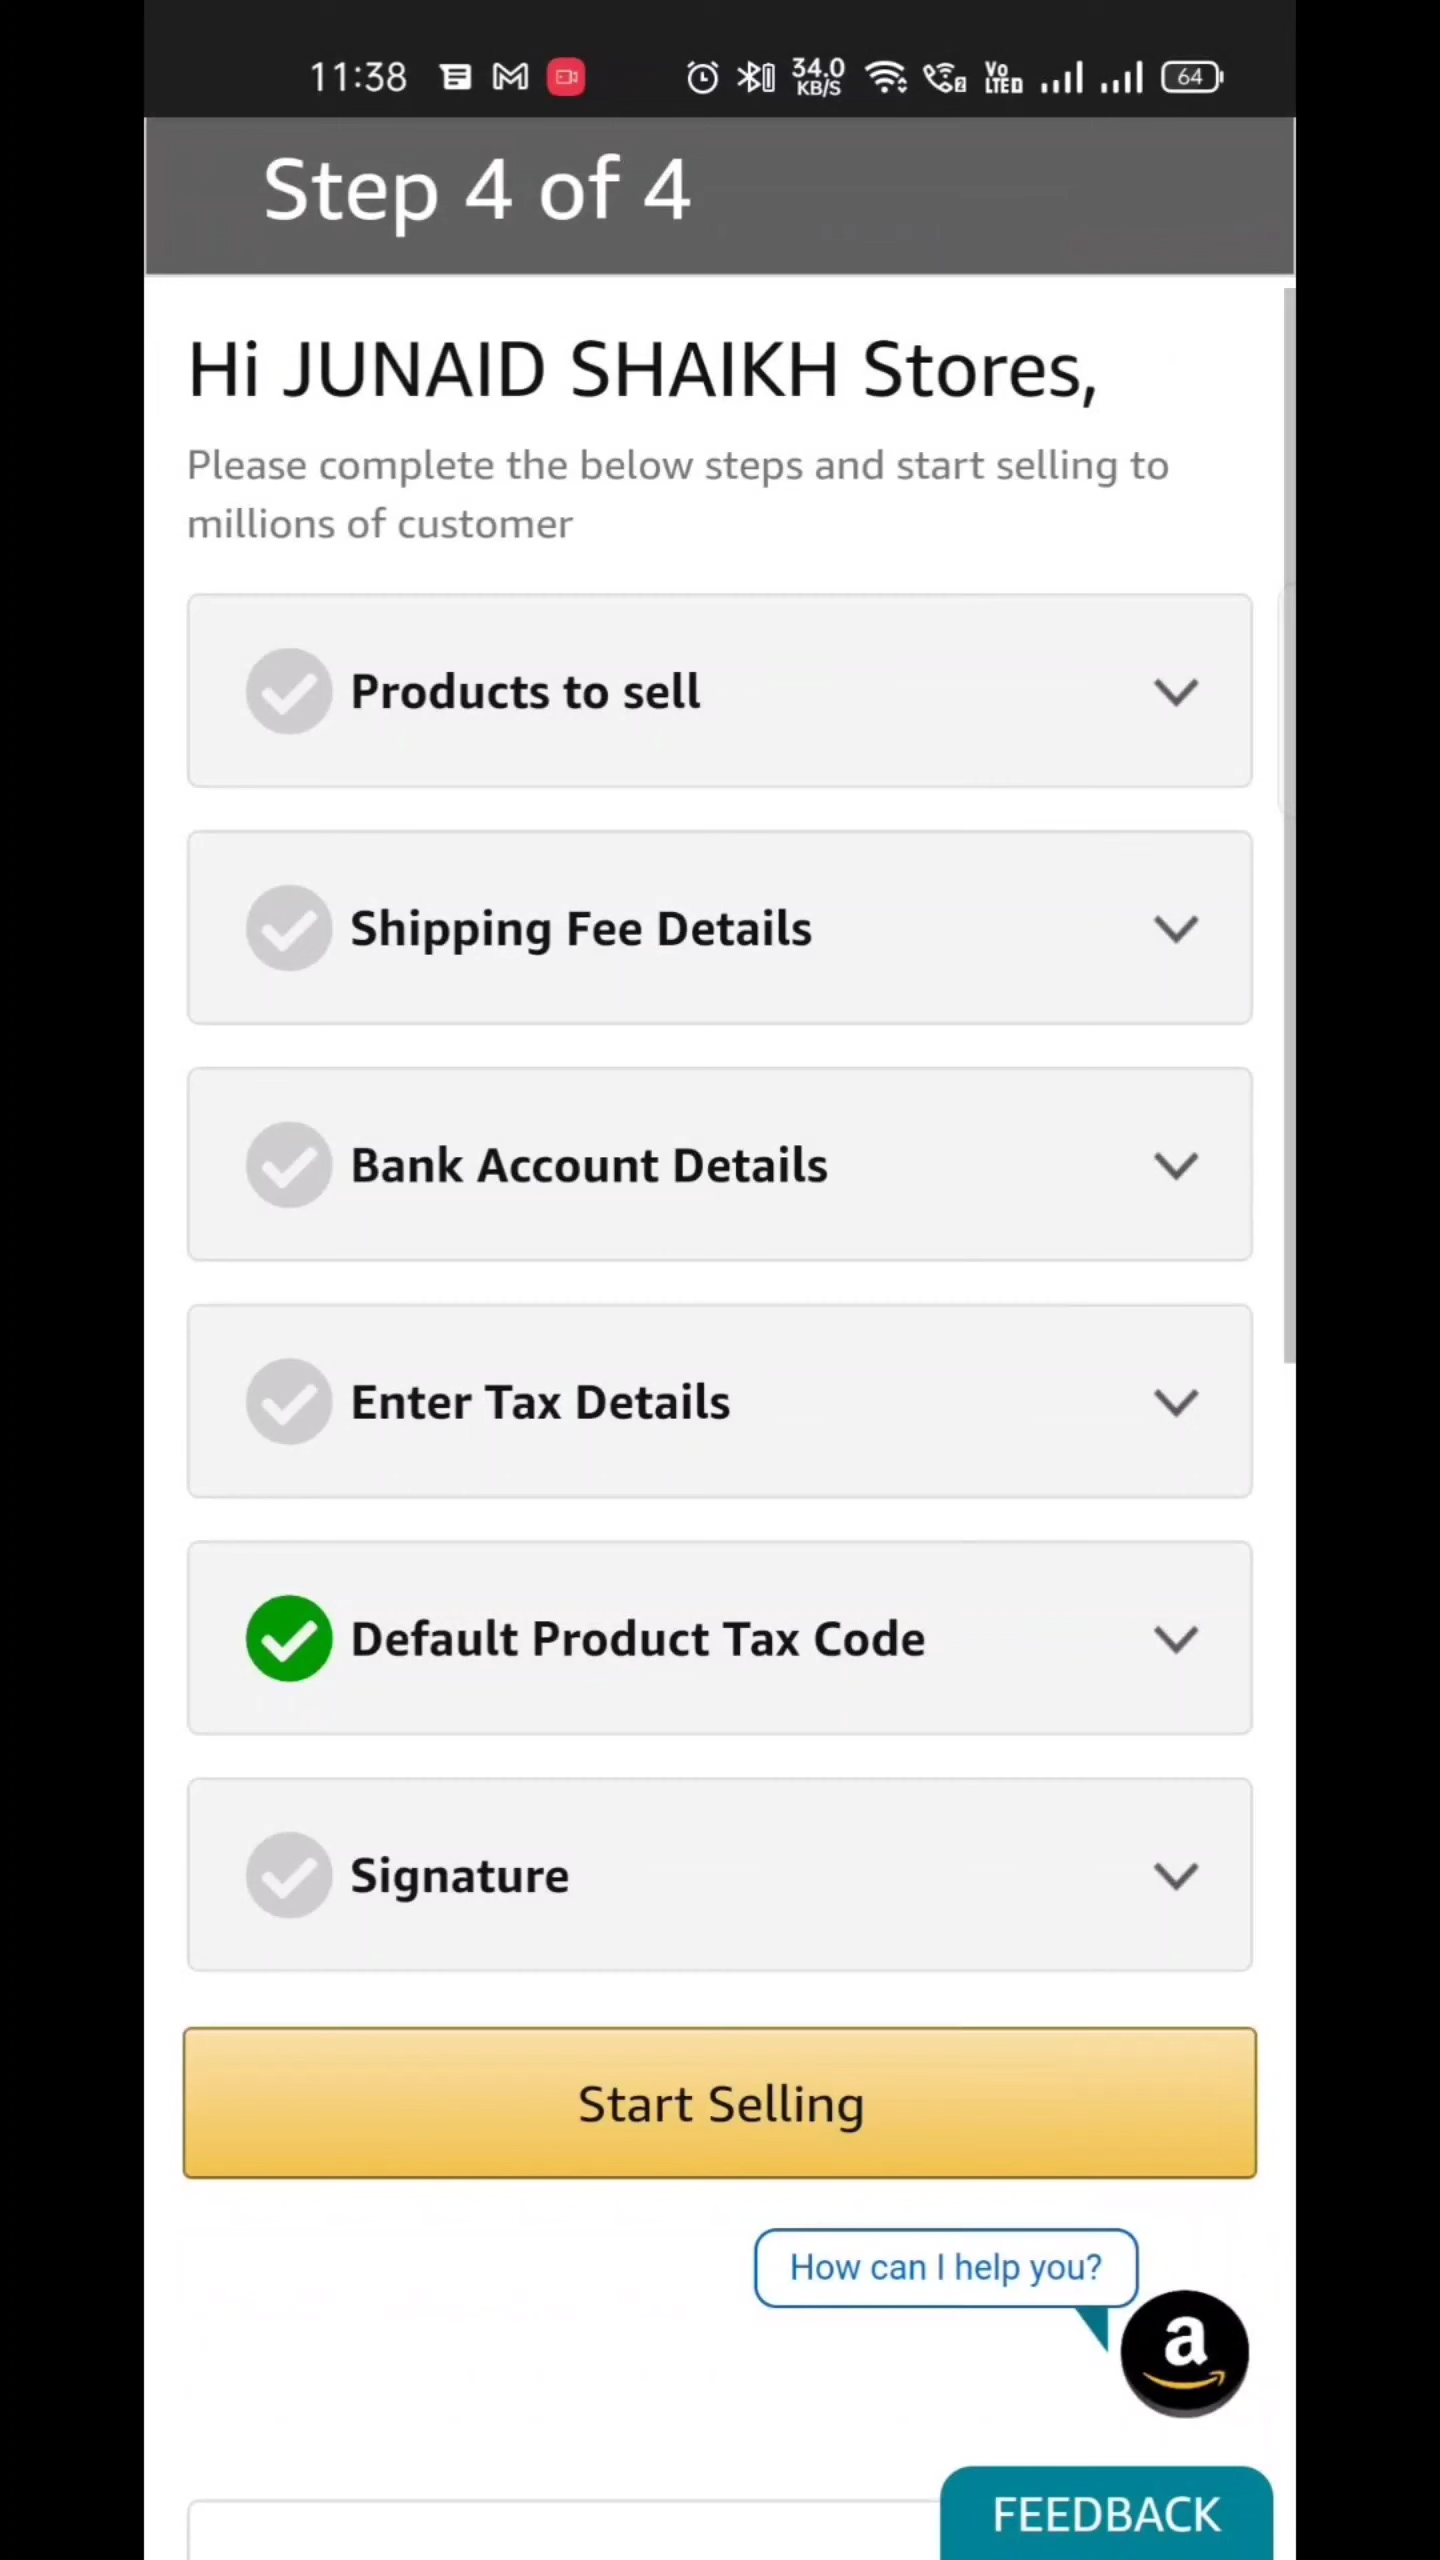 11:38 34.0 KB/S Vo LTED 64
Step 4 of 4
Hi JUNAID SHAIKH Stores,
Please complete the below steps and start selling to
millions of customer
Products to sell
Shipping Fee Details
Bank Account Details
Enter Tax Details
Default Product Tax Code
Signature
Start Selling
How can I help you?
a
FEEDBACK